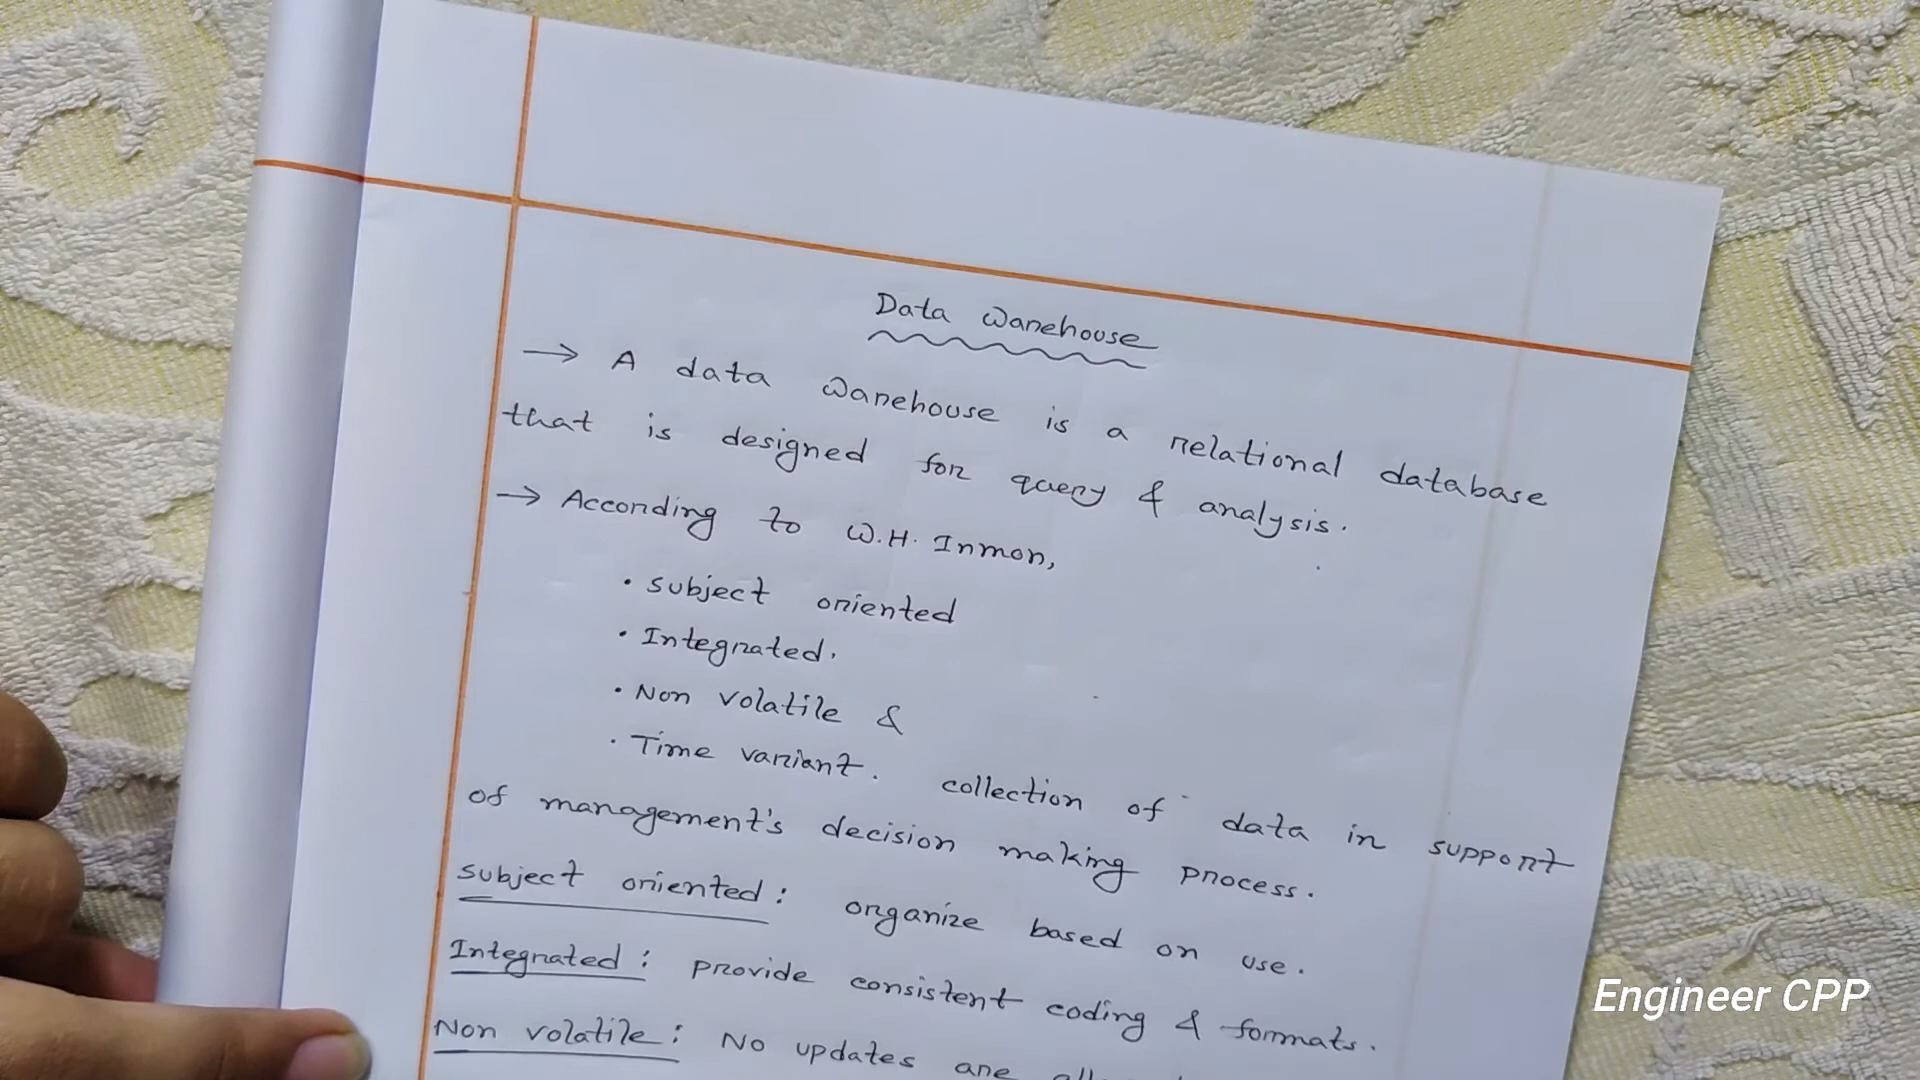 Data Warehouse
→ A data warehouse is a relational database
that is designed for query & analysis.
→ According to W.H. Inmon,
• subject oriented
• Integrated.
• Non volatile &
• Time variant. collection of data in support
of management's decision making process.
subject oriented: organize based on use.
Integrated: provide consistent coding & formats.
Non volatile: No updates are
Engineer CPP